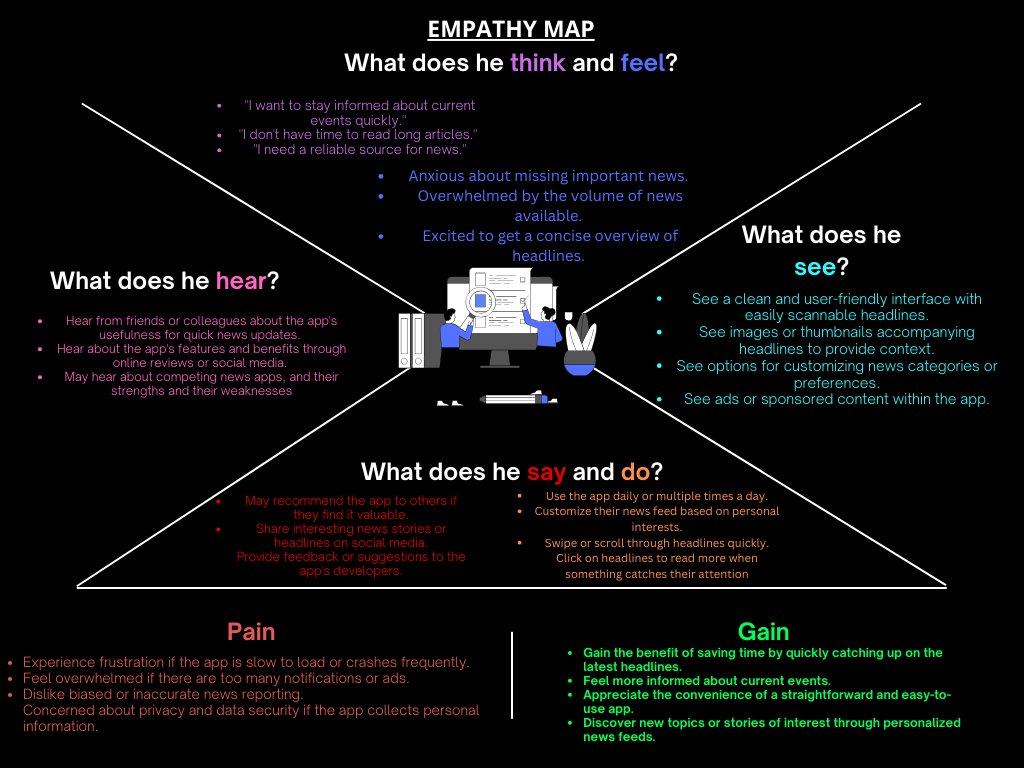 EMPATHY MAP
What does he think and feel?
• "I want to stay informed about current
events quickly."
• "I don't have time to read long articles."
• "I need a reliable source for news."
• Anxious about missing important news.
• Overwhelmed by the volume of news
available.
• Excited to get a concise overview of
headlines.
What does he hear?
• Hear from friends or colleagues about the app's
usefulness for quick news updates.
• Hear about the app's features and benefits through
online reviews or social media.
• May hear about competing news apps, and their
strengths and their weaknesses
What does he
see?
• See a clean and user-friendly interface with
easily scannable headlines.
• See images or thumbnails accompanying
headlines to provide context.
• See options for customizing news categories or
preferences.
• See ads or sponsored content within the app.
What does he say and do?
• May recommend the app to others if
they find it valuable.
• Share interesting news stories or
headlines on social media.
Provide feedback or suggestions to the
app's developers.
• Use the app daily or multiple times a day.
• Customize their news feed based on personal
interests.
• Swipe or scroll through headlines quickly.
Click on headlines to read more when
something catches their attention
Pain
• Experience frustration if the app is slow to load or crashes frequently.
• Feel overwhelmed if there are too many notifications or ads.
• Dislike biased or inaccurate news reporting.
Concerned about privacy and data security if the app collects personal
information.
Gain
• Gain the benefit of saving time by quickly catching up on the
latest headlines.
• Feel more informed about current events.
• Appreciate the convenience of a straightforward and easy-to-
use app.
• Discover new topics or stories of interest through personalized
news feeds.